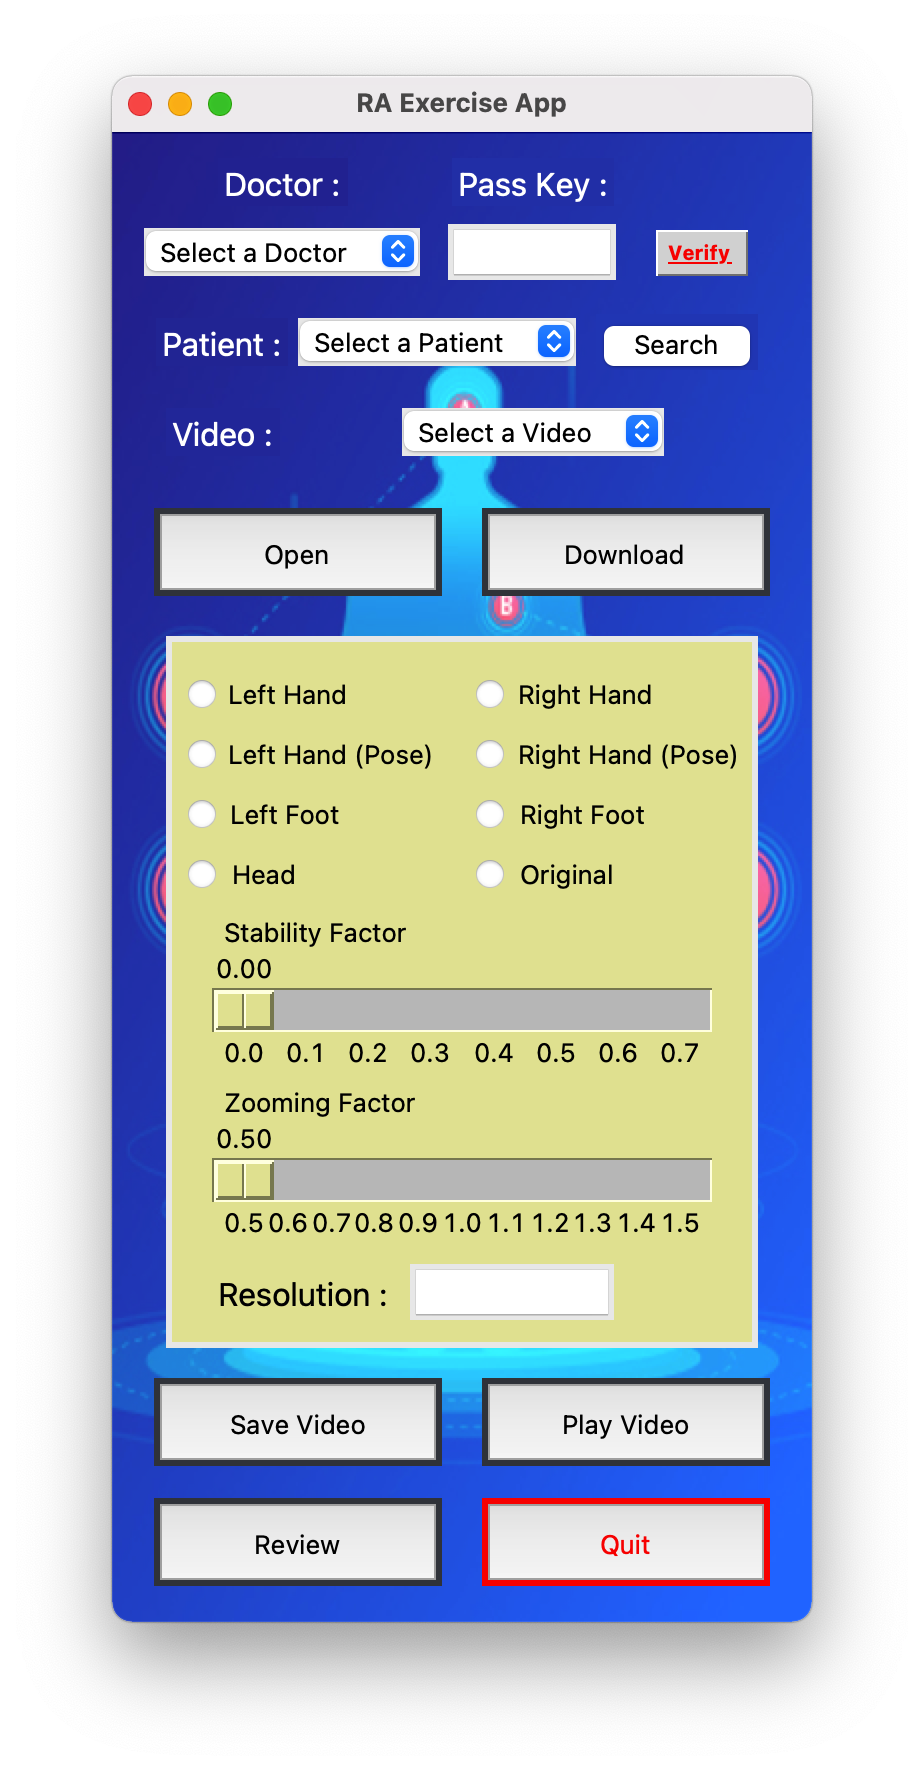 RA Exercise App
Doctor : Pass Key :
Select a Doctor Verify
Patient : Select a Patient Search
A
Video : Select a Video
Open Download
B
Left Hand Right Hand
Left Hand (Pose) Right Hand (Pose)
Left Foot Right Foot
Head Original
Stability Factor
0.00
0.0 0.1 0.2 0.3 0.4 0.5 0.6 0.7
Zooming Factor
0.50
0.5 0.6 0.7 0.8 0.9 1.0 1.1 1.2 1.3 1.4 1.5
Resolution :
Save Video Play Video
Review Quit